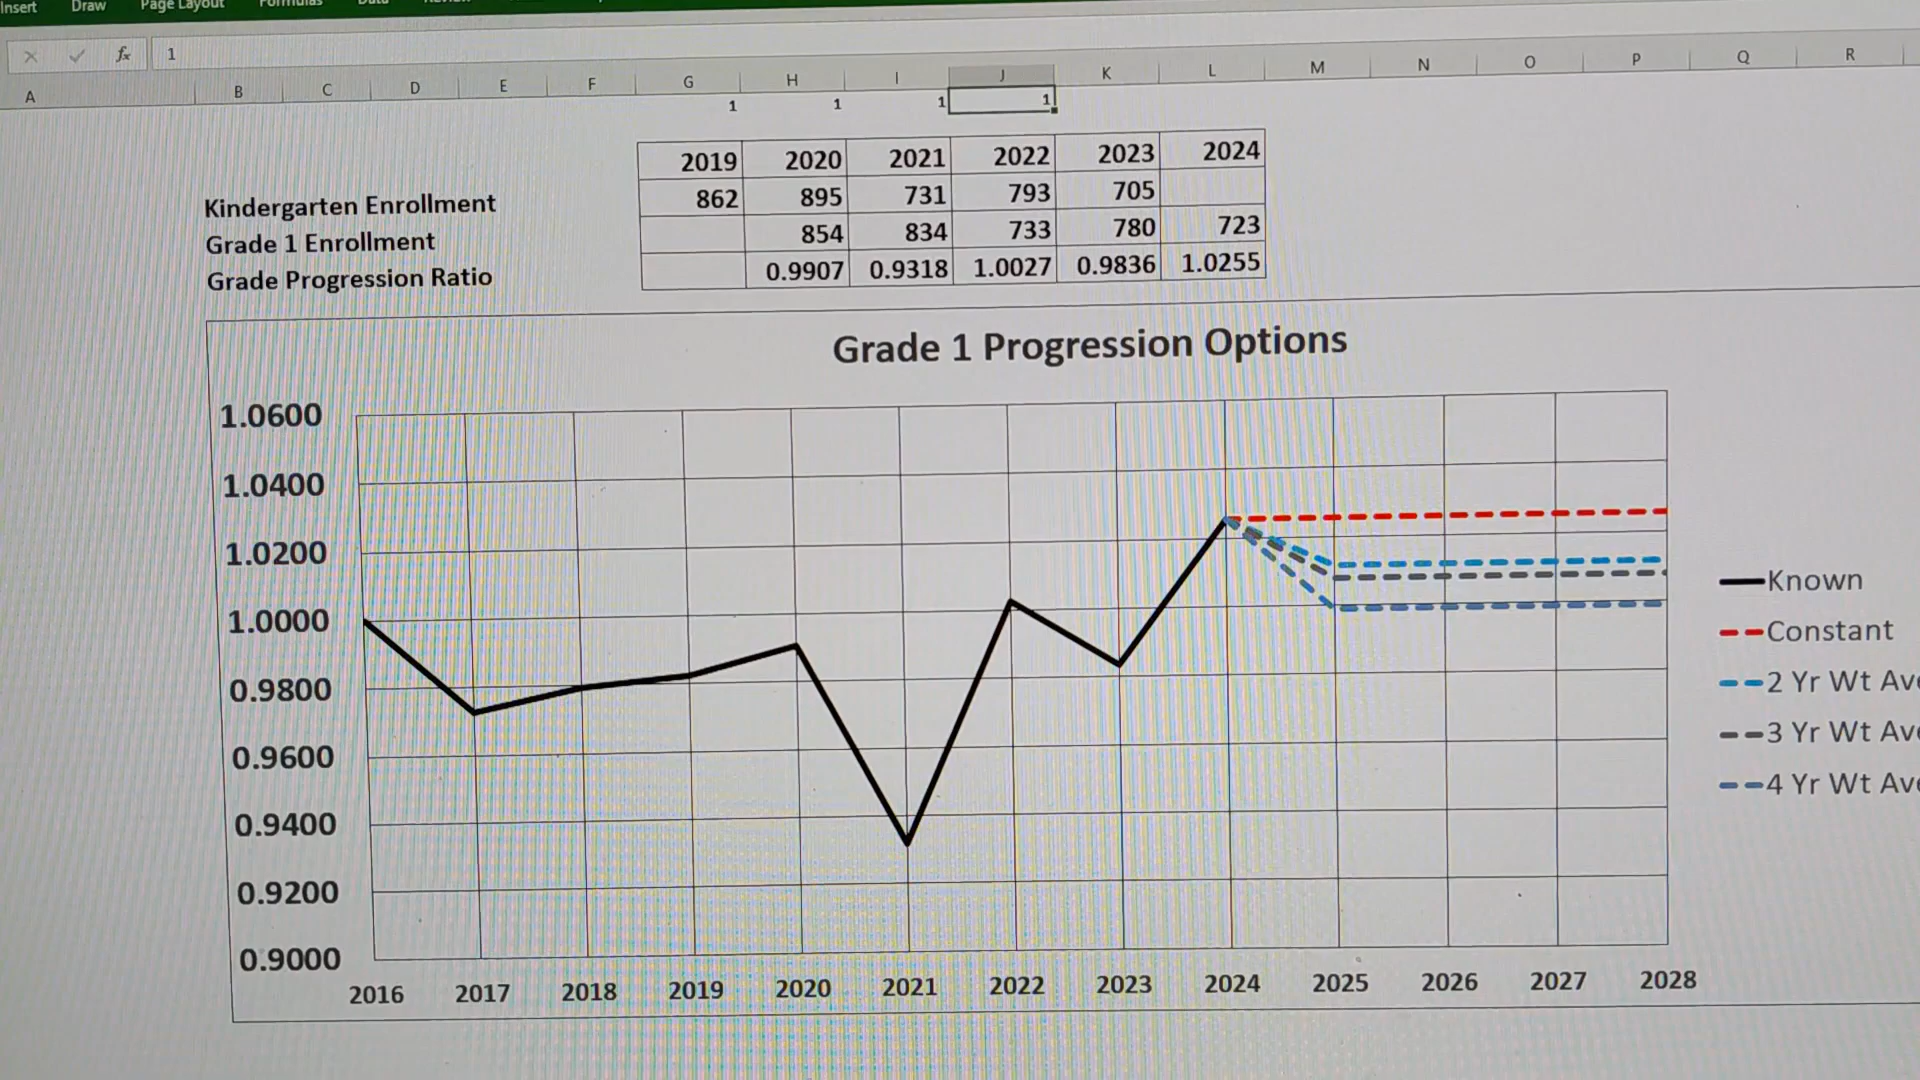 Insert Draw Page Layout Formulas
fx 1
A B C D E F G H I J K L M N O P Q R
1 1 1 1
2019 2020 2021 2022 2023 2024
Kindergarten Enrollment 862 895 731 793 705
Grade 1 Enrollment 854 834 733 780 723
Grade Progression Ratio 0.9907 0.9318 1.0027 0.9836 1.0255
Grade 1 Progression Options
1.0600
1.0400
1.0200
1.0000
0.9800
0.9600
0.9400
0.9200
0.9000
2016 2017 2018 2019 2020 2021 2022 2023 2024 2025 2026 2027 2028
Known
Constant
2 Yr Wt Ave
3 Yr Wt Ave
4 Yr Wt Ave